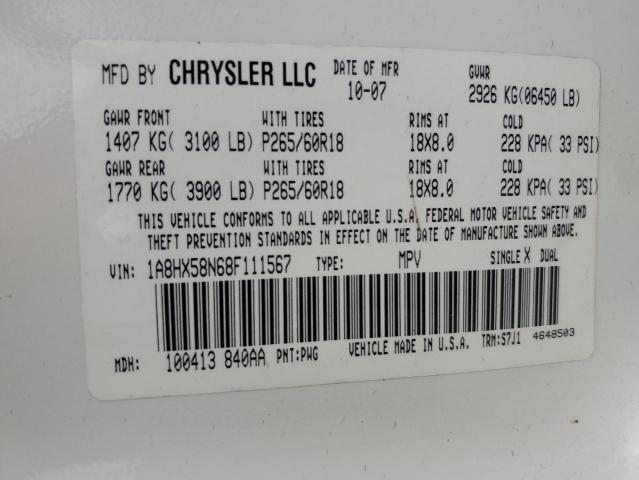 MFD BY CHRYSLER LLC DATE OF MFR GVWR
10-07 2926 KG(06450 LB)
GAWR FRONT WITH TIRES RIMS AT COLD
1407 KG( 3100 LB) P265/60R18 18X8.0 228 KPA( 33 PSI)
GAWR REAR WITH TIRES RIMS AT COLD
1770 KG( 3900 LB) P265/60R18 18X8.0 228 KPA( 33 PSI)
THIS VEHICLE CONFORMS TO ALL APPLICABLE U.S.A. FEDERAL MOTOR VEHICLE SAFETY AND
THEFT PREVENTION STANDARDS IN EFFECT ON THE DATE OF MANUFACTURE SHOWN ABOVE.
VIN: 1A8HX58N68F111567 TYPE: MPV SINGLE X DUAL
MDH: 100413 840AA PNT:PWG VEHICLE MADE IN U.S.A. TRM:S7J1 4648503